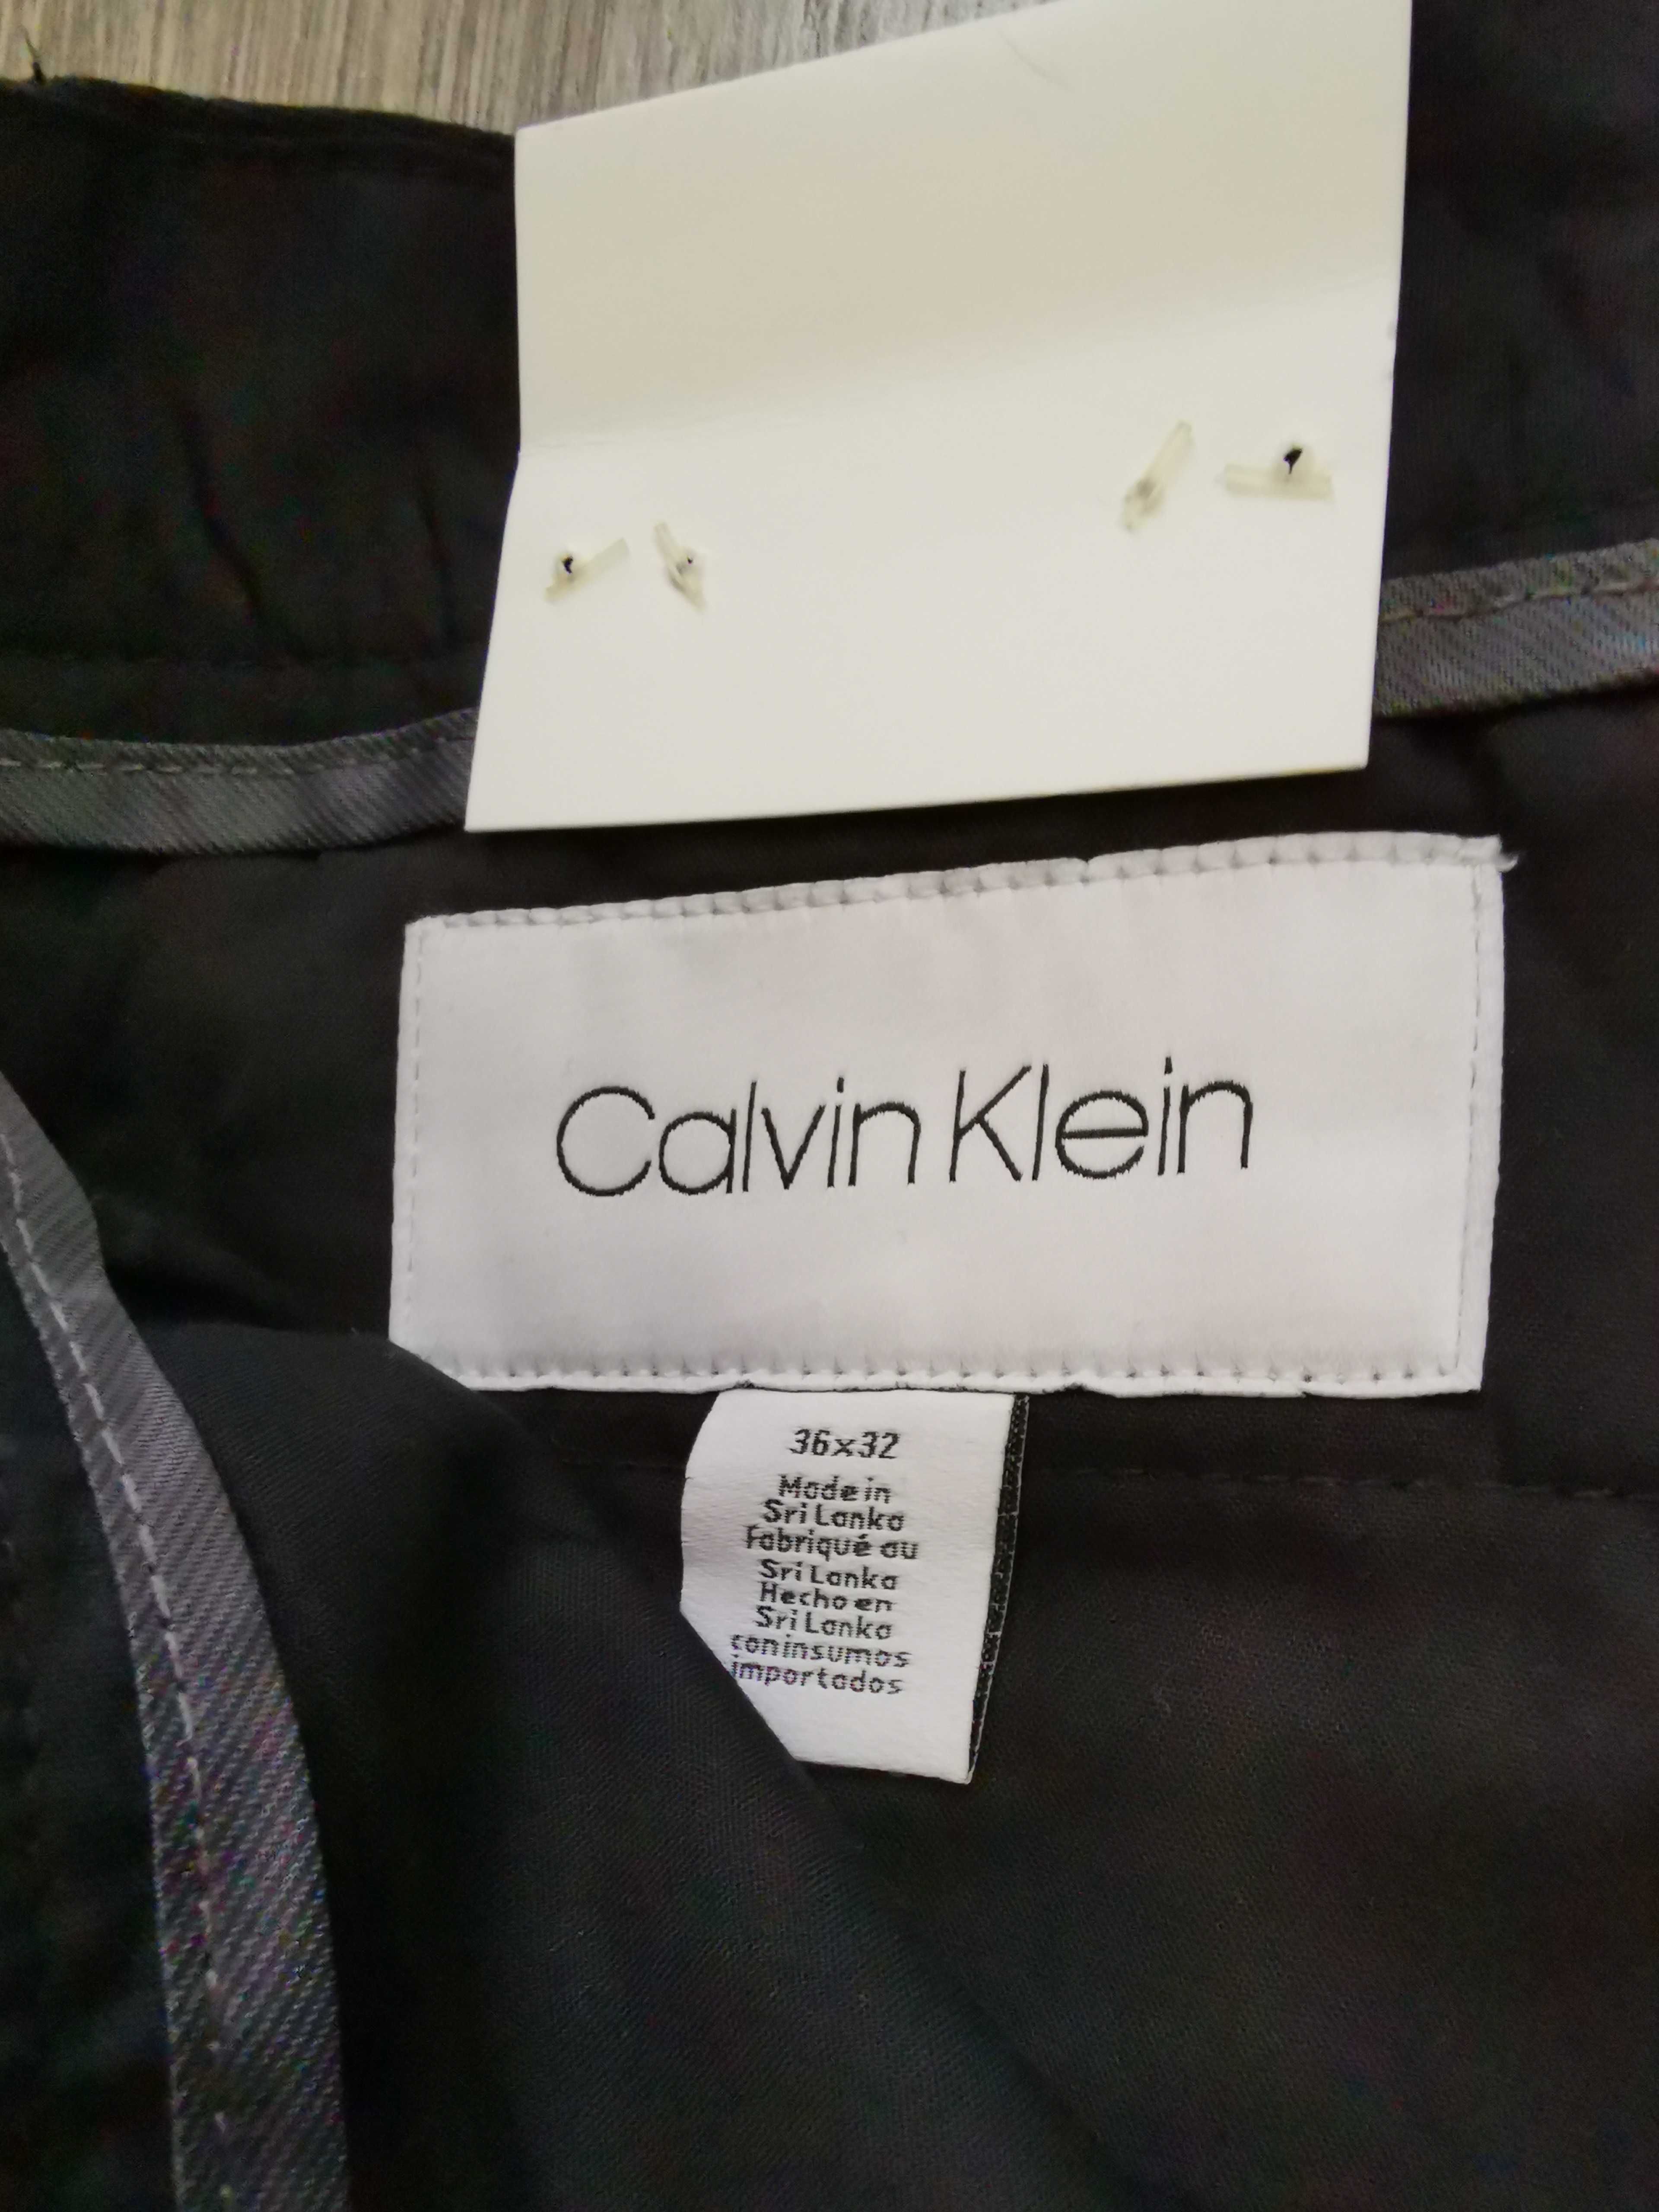 Calvin Klein
36x32
Made in
Sri Lanka
Fabriqué au
Sri Lanka
Hecho en
Sri Lanka
con insumos
importados